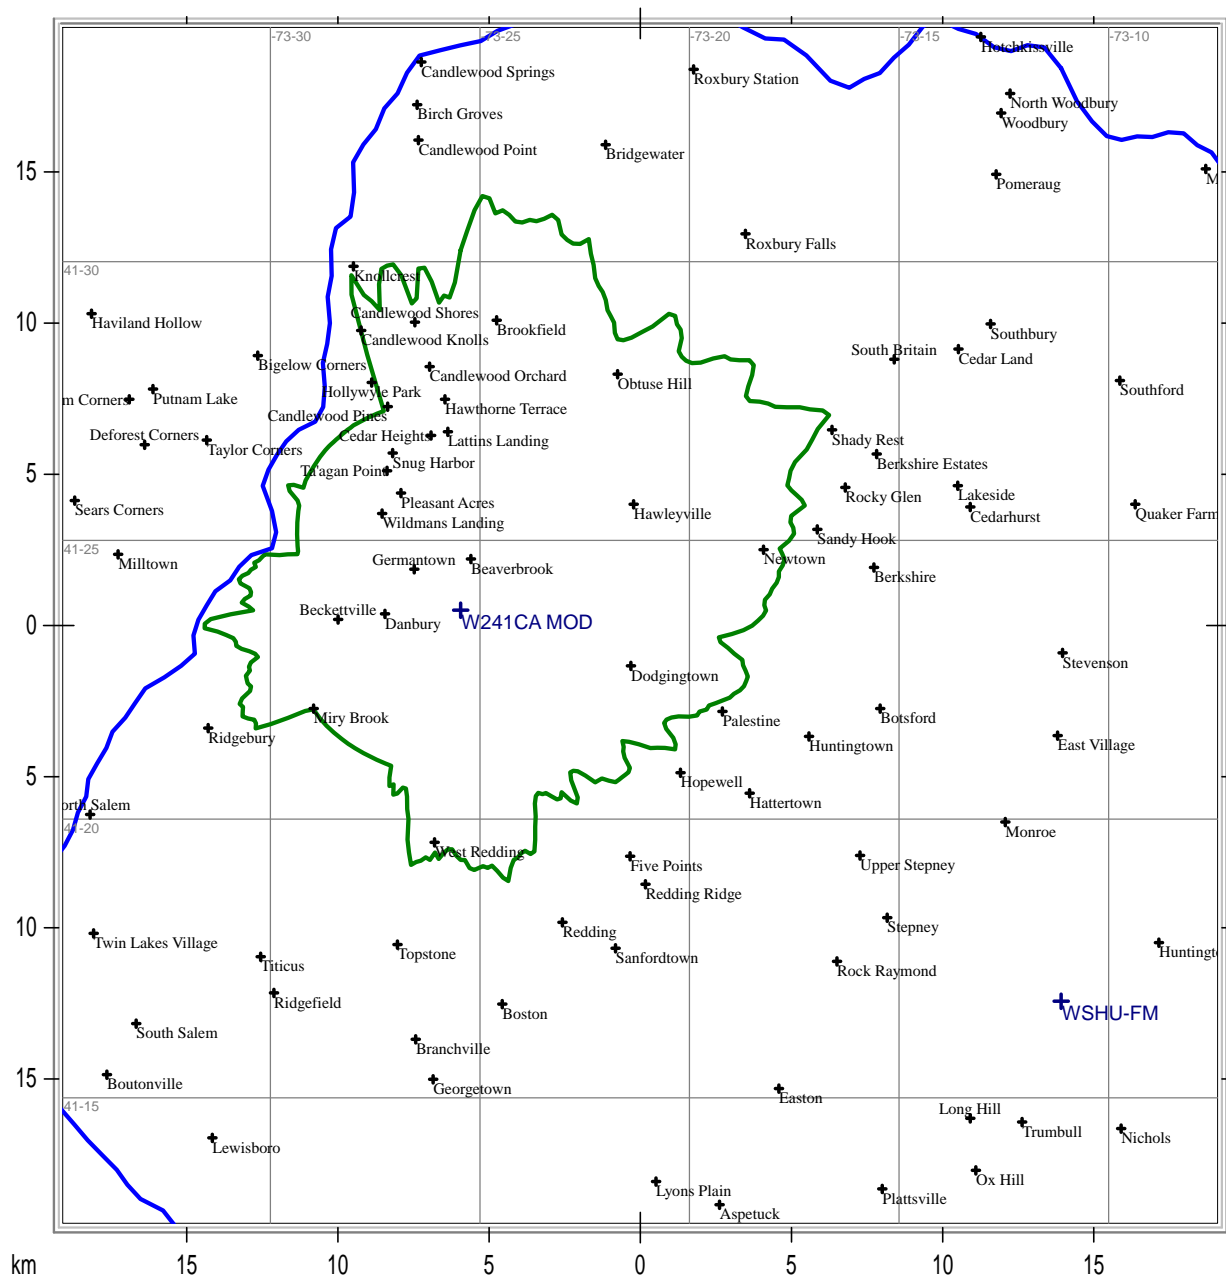 -73-30
-73-25
-73-20
-73-15
-73-10
Hotchkissville
Candlewood Springs
Roxbury Station
North Woodbury
Birch Groves
Woodbury
Candlewood Point
Bridgewater
15
Pomeraug
M
Roxbury Falls
41-30
Knollcrest
Candlewood Shores
Haviland Hollow
10
Brookfield
Southbury
Candlewood Knolls
South Britain
Cedar Land
Bigelow Corners
Candlewood Orchard
Obtuse Hill
Southford
Hollywyle Park
m Corners
Putnam Lake
Candlewood Pines
Hawthorne Terrace
Deforest Corners
Cedar Heights
Lattins Landing
Shady Rest
Taylor Corners
Snug Harbor
Berkshire Estates
Ta'agan Point
5
Pleasant Acres
Rocky Glen
Lakeside
Sears Corners
Wildmans Landing
Hawleyville
Cedarhurst
Quaker Farm
Sandy Hook
41-25
Milltown
Germantown
Beaverbrook
Newtown
Berkshire
Beckettville
Danbury
W241CA MOD
0
Dodgingtown
Stevenson
Miry Brook
Palestine
Botsford
Ridgebury
Huntingtown
East Village
5
Hopewell
Hattertown
orth Salem
41-20
Monroe
West Redding
Five Points
Upper Stepney
Redding Ridge
10
Twin Lakes Village
Redding
Stepney
Topstone
Sanfordtown
Huntingto
Titicus
Rock Raymond
Ridgefield
Boston
WSHU-FM
South Salem
Branchville
15
Boutonville
Georgetown
Easton
41-15
Long Hill
Trumbull
Nichols
Lewisboro
Ox Hill
Lyons Plain
Plattsville
Aspetuck
km
15
10
5
0
5
10
15